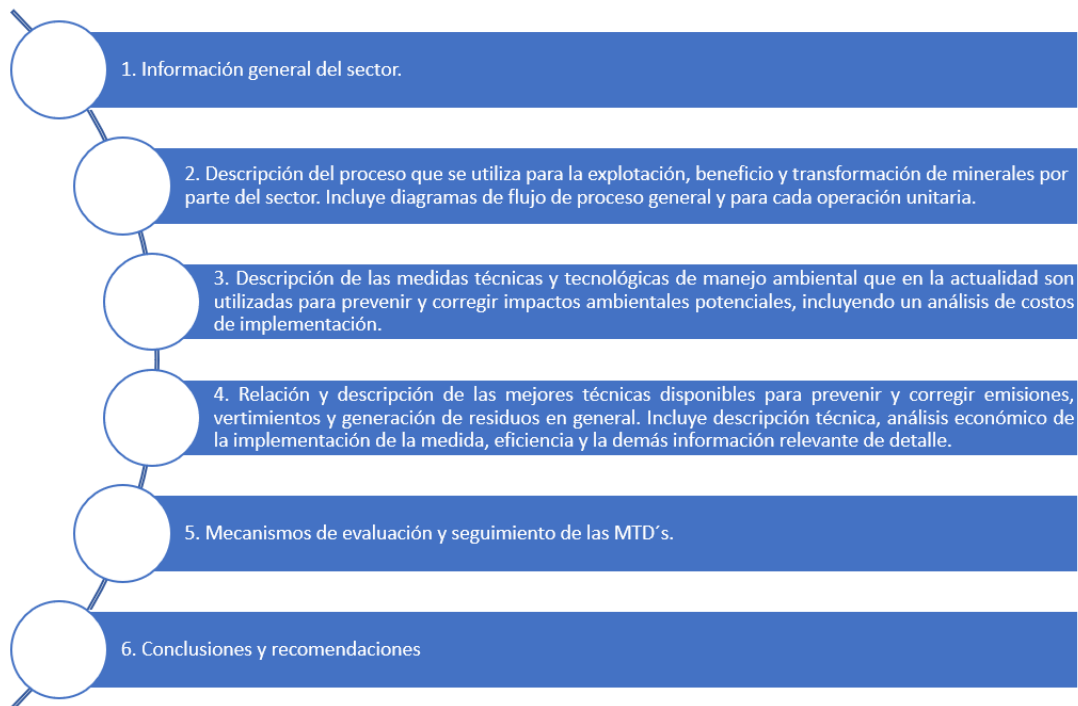 1. Información general del sector.
2. Descripción del proceso que se utiliza para la explotación, beneficio y transformación de minerales por
parte del sector. Incluye diagramas de flujo de proceso general y para cada operación unitaria.
3. Descripción de las medidas técnicas y tecnológicas de manejo ambiental que en la actualidad son
utilizadas para prevenir y corregir impactos ambientales potenciales, incluyendo un análisis de costos
de implementación.
4. Relación y descripción de las mejores técnicas disponibles para prevenir y corregir emisiones,
vertimientos y generación de residuos en general. Incluye descripción técnica, análisis económico de
la implementación de la medida, eficiencia y la demás información relevante de detalle.
5. Mecanismos de evaluación y seguimiento de las MTD´s.
6. Conclusiones y recomendaciones